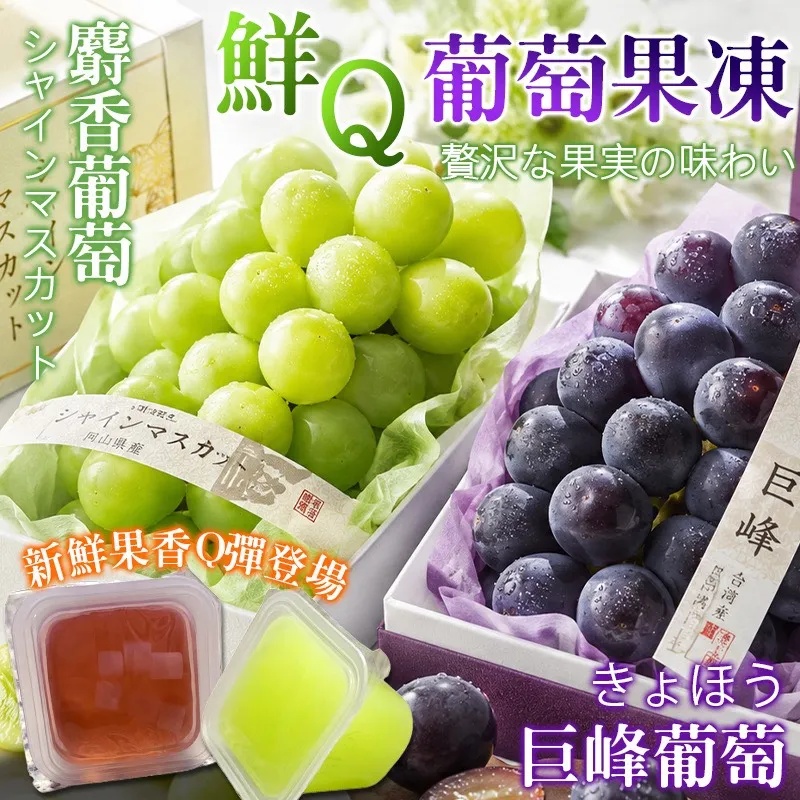 鮮Q葡萄果凍
贅沢な果実の味わい
麝香葡萄
シャインマスカット
マスカット
シャインマスカット
岡山県産
巨峰
台湾産
新鮮果香Q彈登場
きょほう
巨峰葡萄